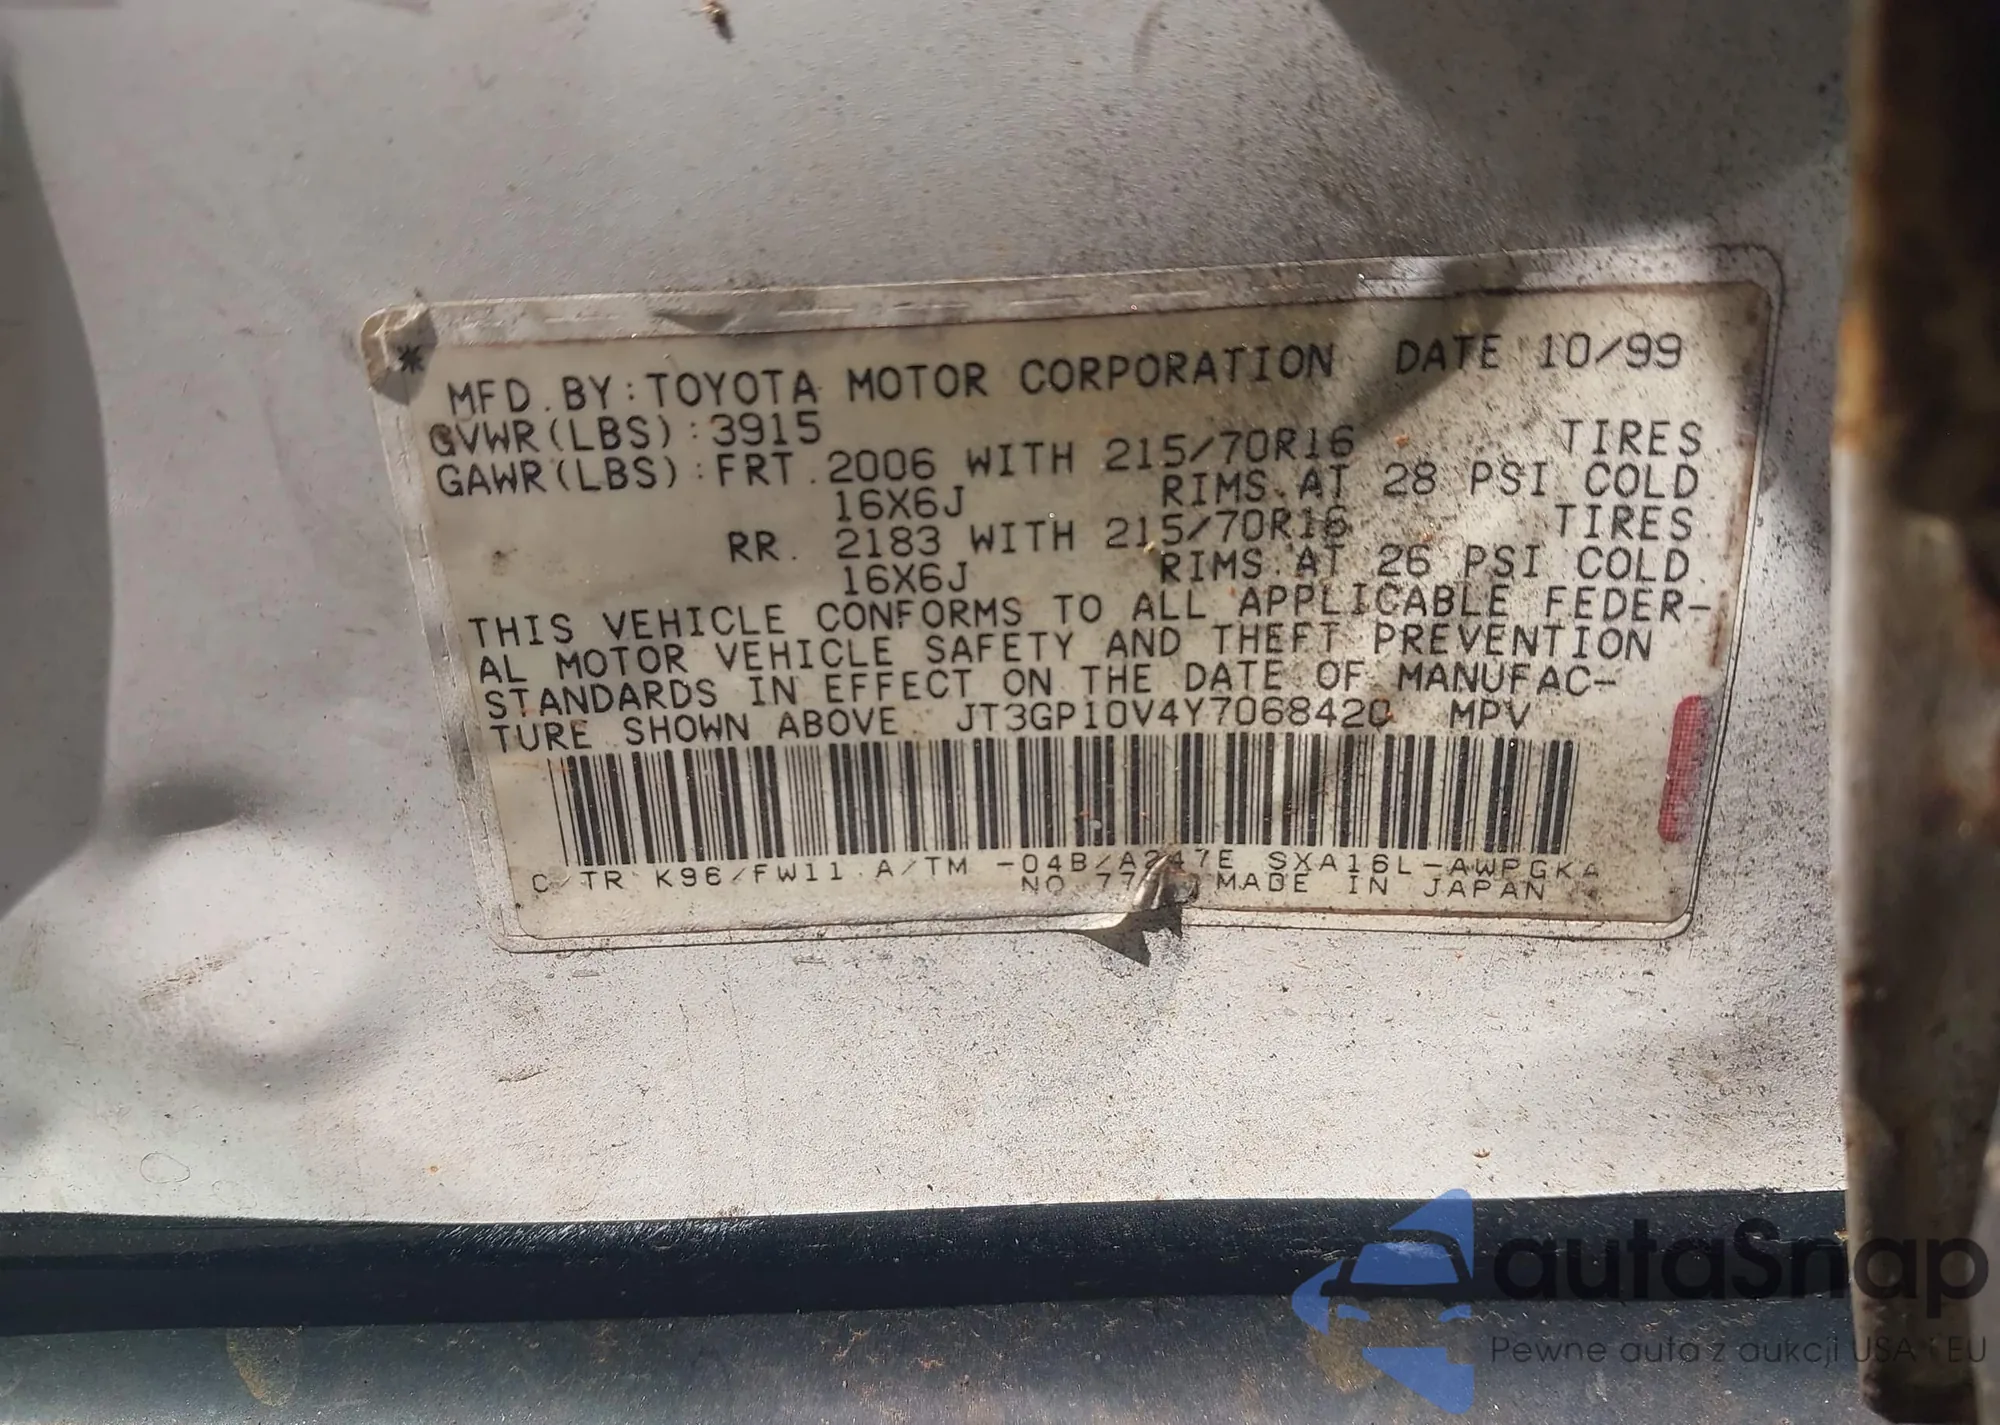 *
MFD.BY:TOYOTA MOTOR CORPORATION DATE 10/99
GVWR(LBS):3915
GAWR(LBS):FRT.2006 WITH 215/70R16 TIRES
16X6J RIMS.AT 28 PSI COLD
RR. 2183 WITH 215/70R16 TIRES
16X6J RIMS.AT 26 PSI COLD.
THIS VEHICLE CONFORMS TO ALL APPLICABLE FEDER-
AL MOTOR VEHICLE SAFETY AND THEFT PREVENTION
STANDARDS IN EFFECT ON THE DATE OF MANUFAC-
TURE SHOWN ABOVE JT3GP10V4Y7068420 MPV
C/TR K96/FW11 A/TM -04B/A247E SXA16L-AWPGKA
NO MADE IN JAPAN
autaSnap
Pewne auta z aukcji USA i EU